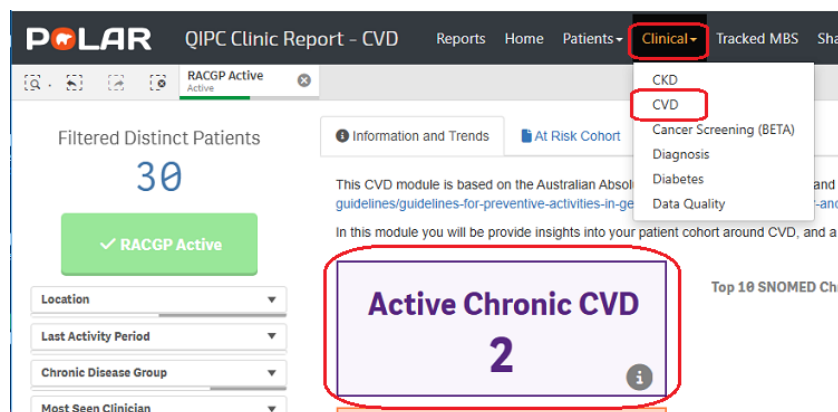 POLAR QIPC Clinic Report - CVD Reports Home Patients Clinical Tracked MBS
RACGP Active
Active
CKD
CVD
Cancer Screening (BETA)
Diagnosis
Diabetes
Data Quality
Filtered Distinct Patients
30
✓ RACGP Active
Location
Last Activity Period
Chronic Disease Group
Most Seen Clinician
Information and Trends
At Risk Cohort
This CVD module is based on the Australian and
guidelines/guidelines-for-preventive-activities-in-
In this module you will be provide insights into your patient cohort around CVD, and a
Active Chronic CVD
2
i
Top 10 SNOMED